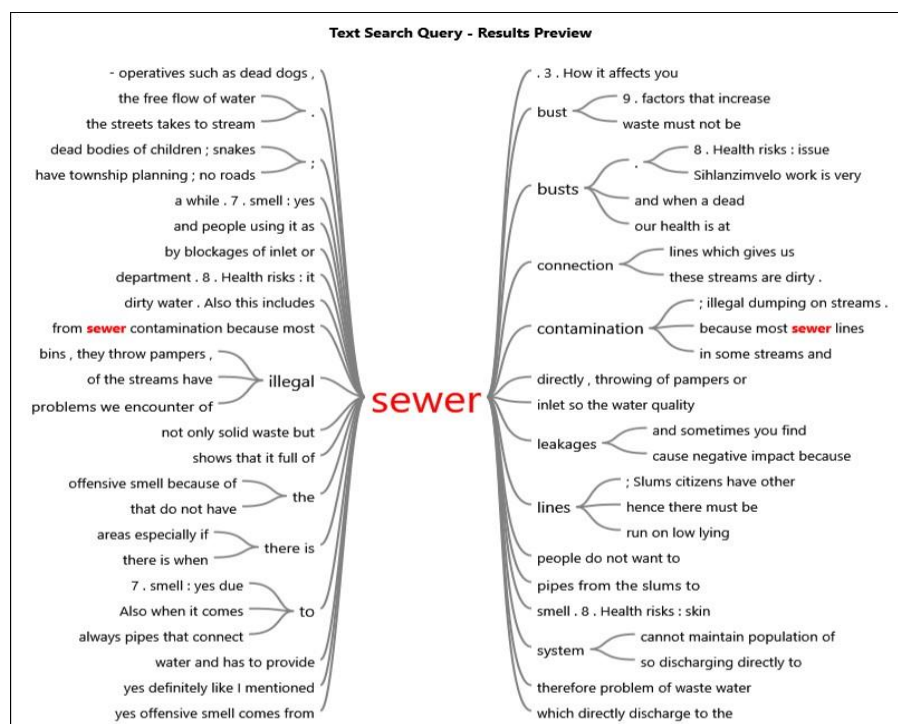 Text Search Query - Results Preview
- operatives such as dead dogs ,
the free flow of water
the streets takes to stream
.
dead bodies of children ; snakes
have township planning ; no roads
;
a while . 7 . smell : yes
and people using it as
by blockages of inlet or
department . 8 . Health risks : it
dirty water . Also this includes
from sewer contamination because most
bins , they throw pampers ,
of the streams have
problems we encounter of
illegal
not only solid waste but
shows that it full of
offensive smell because of
that do not have
the
areas especially if
there is when
there is
7 . smell : yes due
Also when it comes
always pipes that connect
to
water and has to provide
yes definitely like I mentioned
yes offensive smell comes from
sewer
. 3 . How it affects you
bust
9 . factors that increase
waste must not be
busts
.
8 . Health risks : issue
Sihlanzimvelo work is very
and when a dead
our health is at
connection
lines which gives us
these streams are dirty .
contamination
; illegal dumping on streams .
because most sewer lines
in some streams and
directly , throwing of pampers or
inlet so the water quality
leakages
and sometimes you find
cause negative impact because
lines
; Slums citizens have other
hence there must be
run on low lying
people do not want to
pipes from the slums to
smell . 8 . Health risks : skin
system
cannot maintain population of
so discharging directly to
therefore problem of waste water
which directly discharge to the